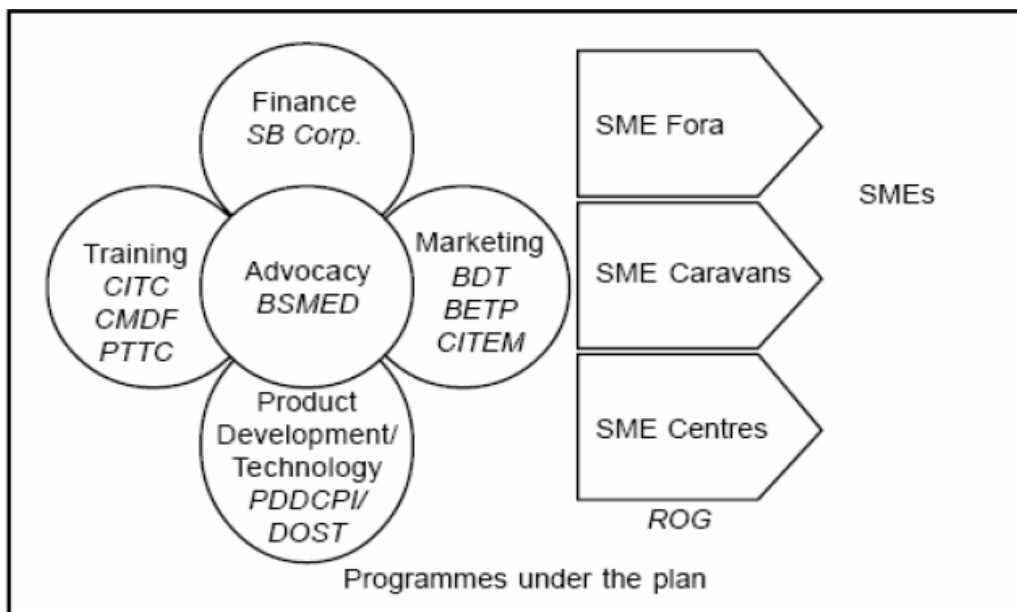 Finance
SB Corp.
Training
CITC
CMDF
PTTC
Advocacy
BSMED
Marketing
BDT
BETP
CITEM
Product
Development/
Technology
PDDCPI/
DOST
SME Fora
SME Caravans
SME Centres
ROG
SMEs
Programmes under the plan